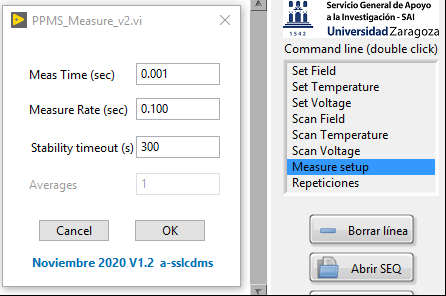 PPMS_Measure_v2.vi
Meas Time (sec)
0.001
Measure Rate (sec)
0.100
Stability timeout (s)
300
Averages
1
Cancel
OK
Noviembre 2020 V1.2 a-sslcdms
Servicio General de Apoyo
a la Investigación - SAI
1542
Universidad Zaragoza
Command line (double click)
Set Field
Set Temperature
Set Voltage
Scan Field
Scan Temperature
Scan Voltage
Measure setup
Repeticiones
Borrar línea
Abrir SEQ